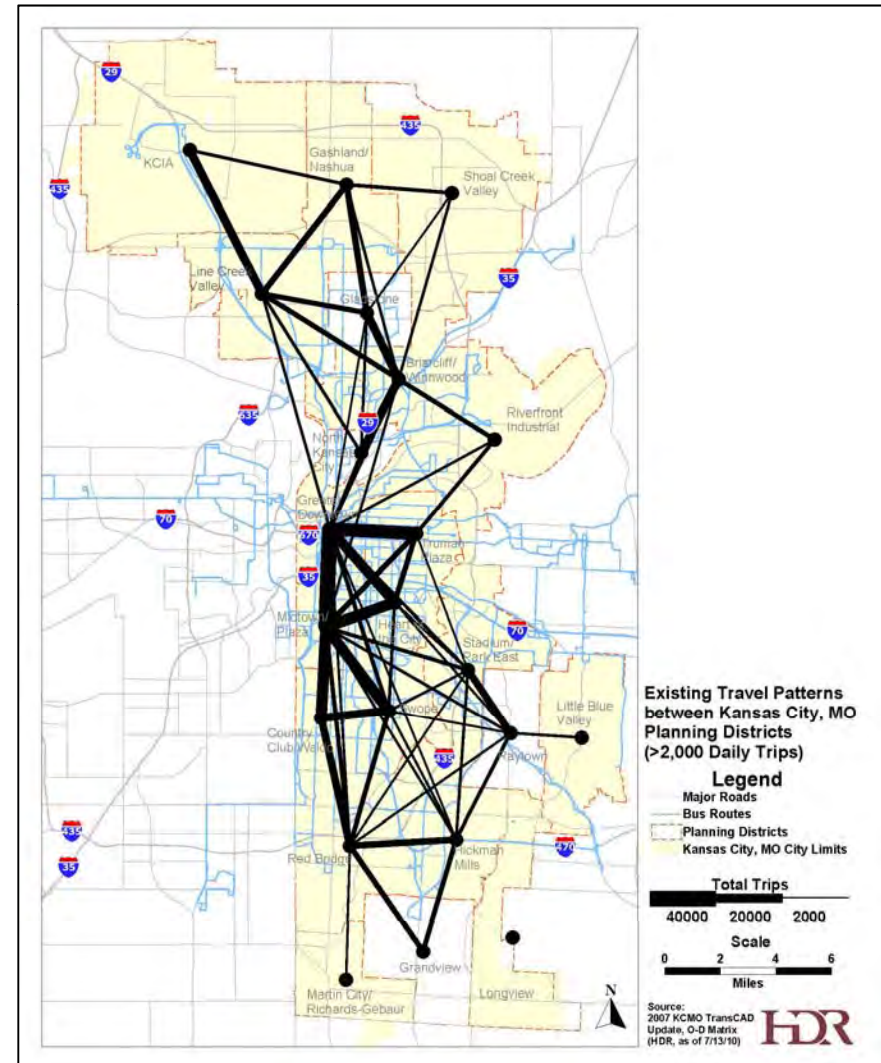 29
435
KCIA
Gashland/
Nashua
Shoal Creek
Valley
435
Line Creek
Valley
35
Gladstone
Briarcliff/
Winnwood
635
29
Riverfront
Industrial
North
Kansas
City
Greater
Downtown
70
670
Truman
Plaza
35
Midtown/
Plaza
Heart of
the City
70
Stadium/
Park East
Swope
Little Blue
Valley
Country
Club Waldo
435
Raytown
435
35
Red Bridge
Hickman
Mills
470
Grandview
Martin City/
Richards-Gebaur
Longview
N
Existing Travel Patterns
between Kansas City, MO
Planning Districts
(>2,000 Daily Trips)
Legend
Major Roads
Bus Routes
Planning Districts
Kansas City, MO City Limits
Total Trips
40000 20000 2000
Scale
0 2 4 6
Miles
Source:
2007 KCMO TransCAD
Update, O-D Matrix
(HDR, as of 7/13/10)
HDR